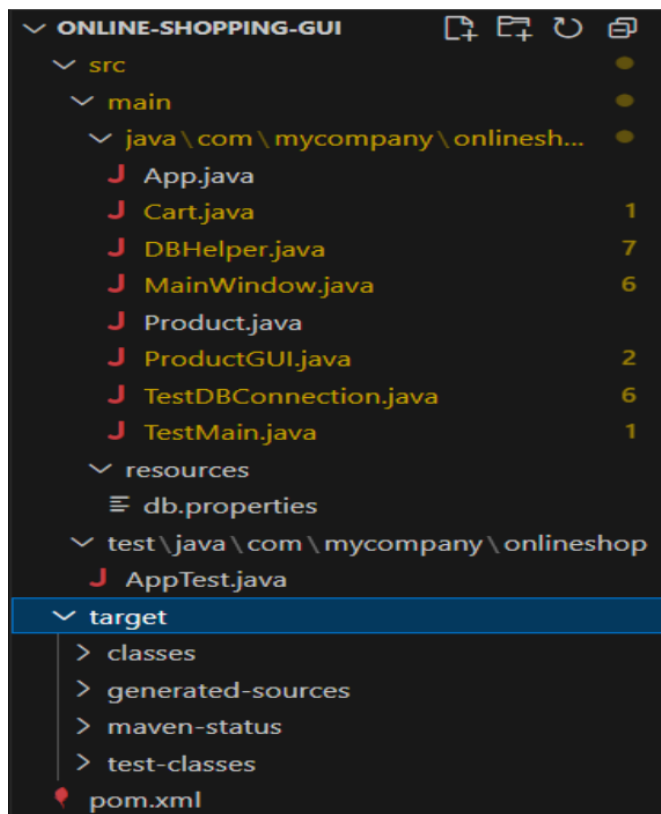 ONLINE-SHOPPING-GUI
src
main
java\com\mycompany\onlinesh...
App.java
Cart.java 1
DBHelper.java 7
MainWindow.java 6
Product.java
ProductGUI.java 2
TestDBConnection.java 6
TestMain.java 1
resources
db.properties
test\java\com\mycompany\onlineshop
AppTest.java
target
classes
generated-sources
maven-status
test-classes
pom.xml